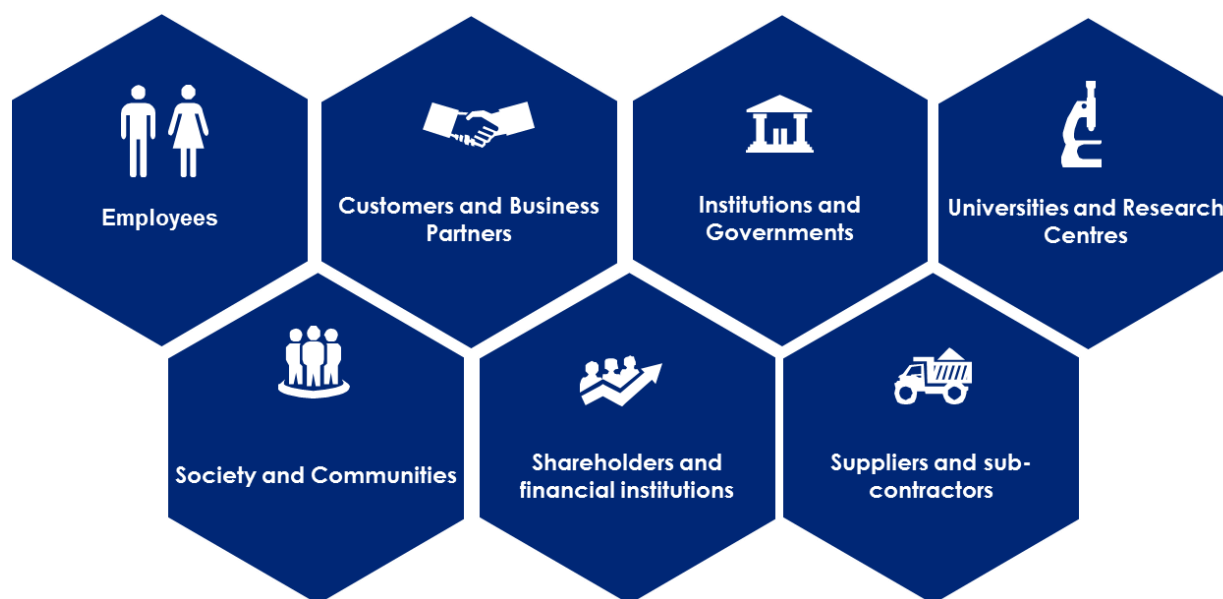 Employees
Customers and Business
Partners
Institutions and
Governments
Universities and Research
Centres
Society and Communities
Shareholders and
financial institutions
Suppliers and sub-
contractors